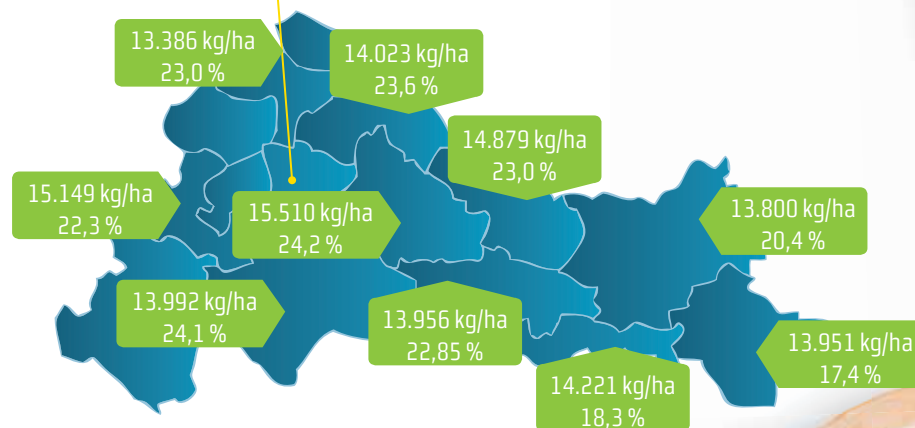 13.386 kg/ha
23,0 %
14.023 kg/ha
23,6 %
14.879 kg/ha
23,0 %
15.149 kg/ha
22,3 %
15.510 kg/ha
24,2 %
13.800 kg/ha
20,4 %
13.992 kg/ha
24,1 %
13.956 kg/ha
22,85 %
13.951 kg/ha
17,4 %
14.221 kg/ha
18,3 %